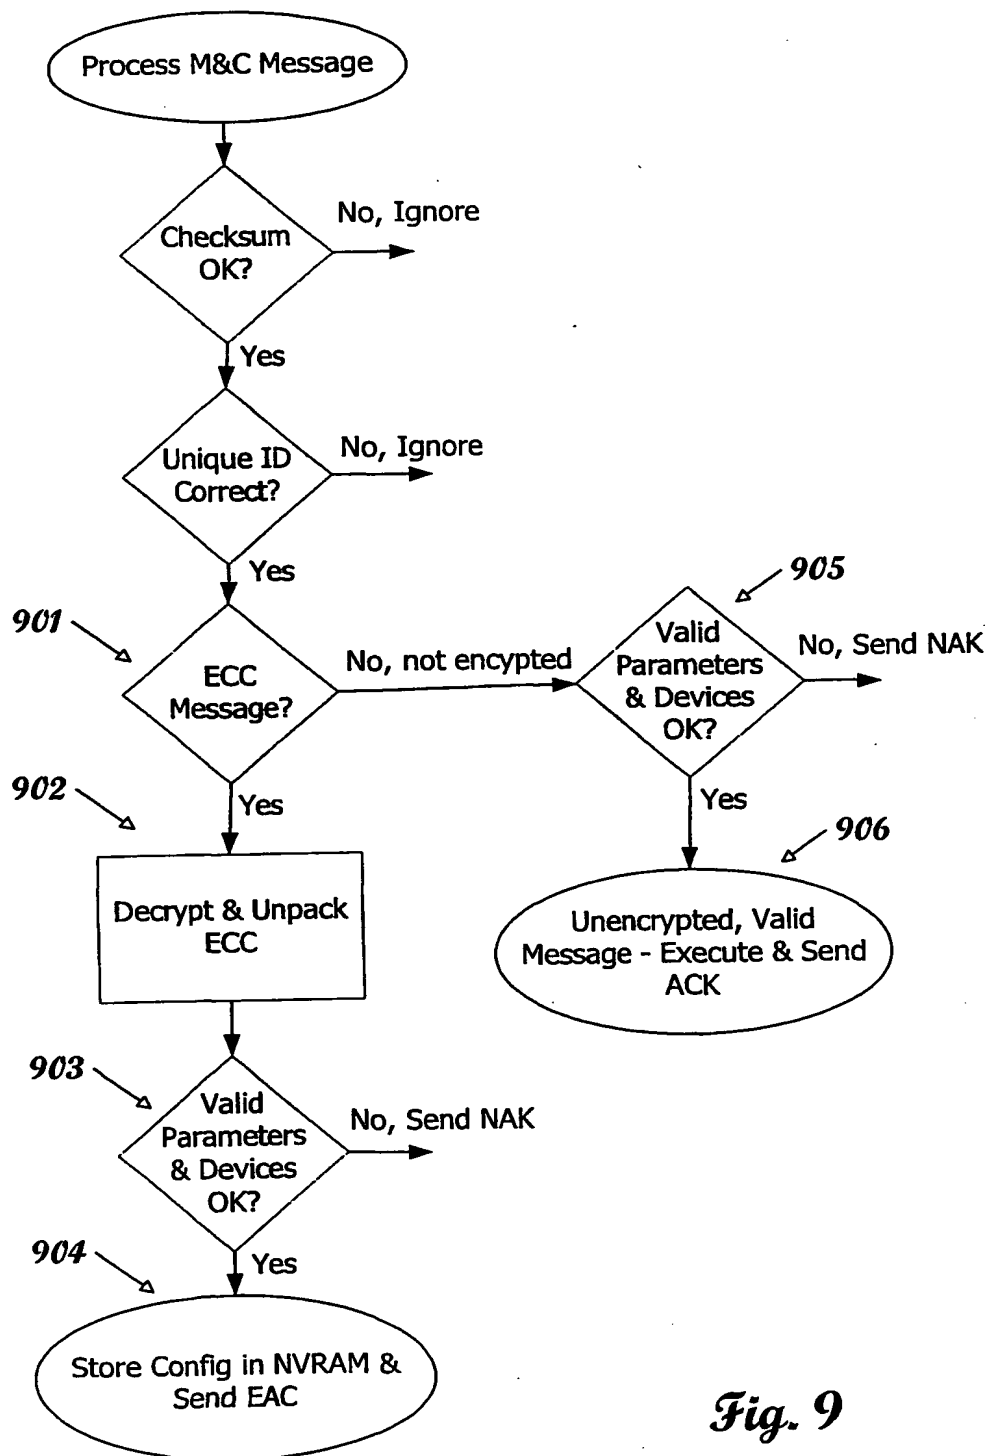 Process M&C Message
No, Ignore
Checksum
OK?
Yes
No, Ignore
Unique ID
Correct?
Yes
905
901
Valid
Parameters
& Devices
OK?
No, Send NAK
No, not encypted
ECC
Message?
902
Yes
Yes
906
Decrypt & Unpack
ECC
Unencrypted, Valid
Message - Execute & Send
ACK
903
Valid
Parameters
& Devices
OK?
No, Send NAK
904
Yes
Store Config in NVRAM &
Send EAC
Fig. 9